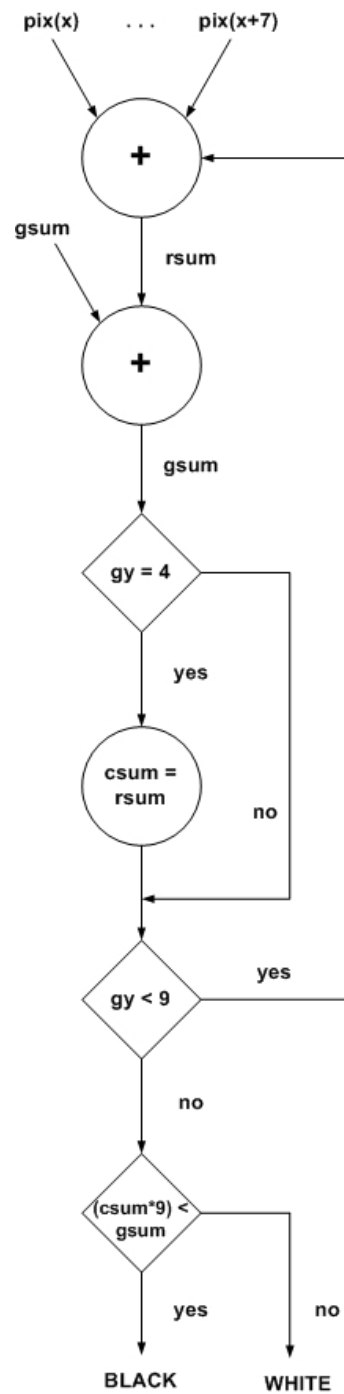 pix(x) . . . pix(x+7)
+
gsum
rsum
+
gsum
gy = 4
yes
csum =
rsum
no
gy < 9
yes
no
(csum*9) <
gsum
yes
no
BLACK
WHITE